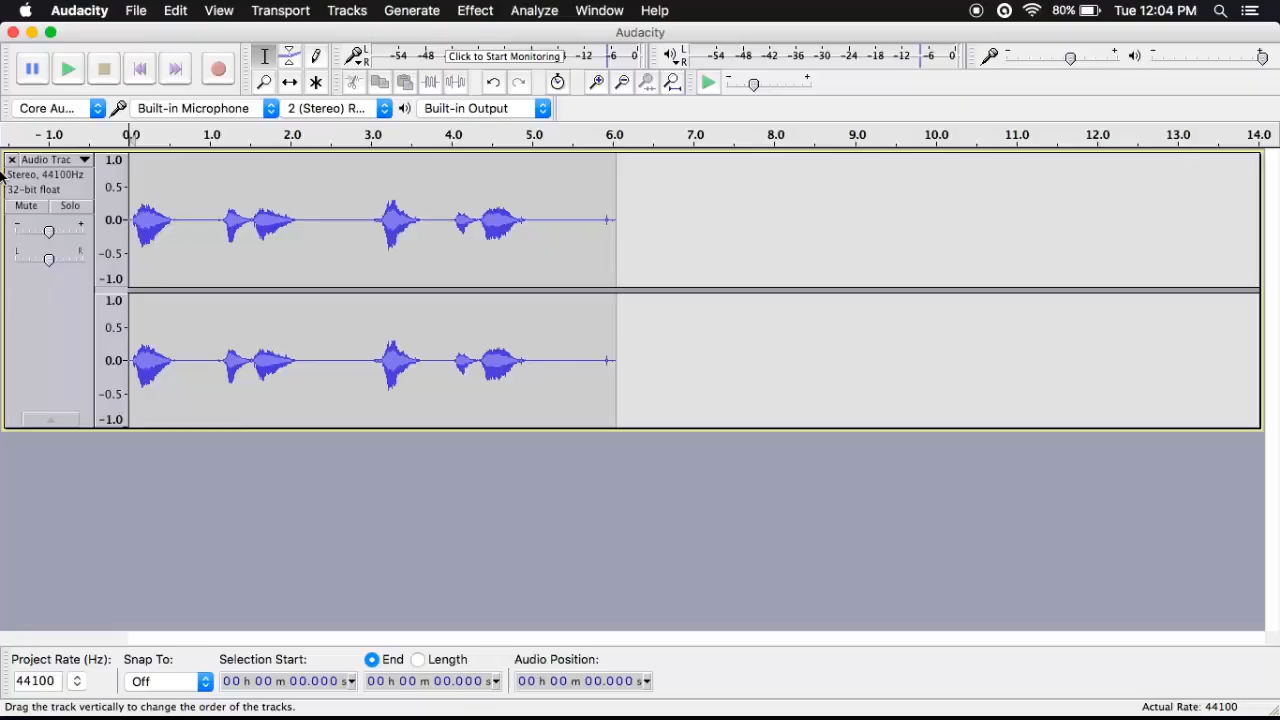 Audacity File Edit View Transport Tracks Generate Effect Analyze Window Help 80% Tue 12:04 PM
Audacity
L R -54 -48 Click to Start Monitoring -12 -6 0 L R -54 -48 -42 -36 -30 -24 -18 -12 -6 0 - + - +
- +
Core Au... Built-in Microphone 2 (Stereo) R... Built-in Output
- 1.0 0.0 1.0 2.0 3.0 4.0 5.0 6.0 7.0 8.0 9.0 10.0 11.0 12.0 13.0 14.0
× Audio Trac 1.0
Stereo, 44100Hz
32-bit float 0.5
Mute Solo
- + 0.0
L R -0.5
-1.0
1.0
0.5
0.0
-0.5
-1.0
Project Rate (Hz): Snap To: Selection Start: End Length Audio Position:
44100 Off 00 h 00 m 00.000 s 00 h 00 m 00.000 s 00 h 00 m 00.000 s
Drag the track vertically to change the order of the tracks. Actual Rate: 44100